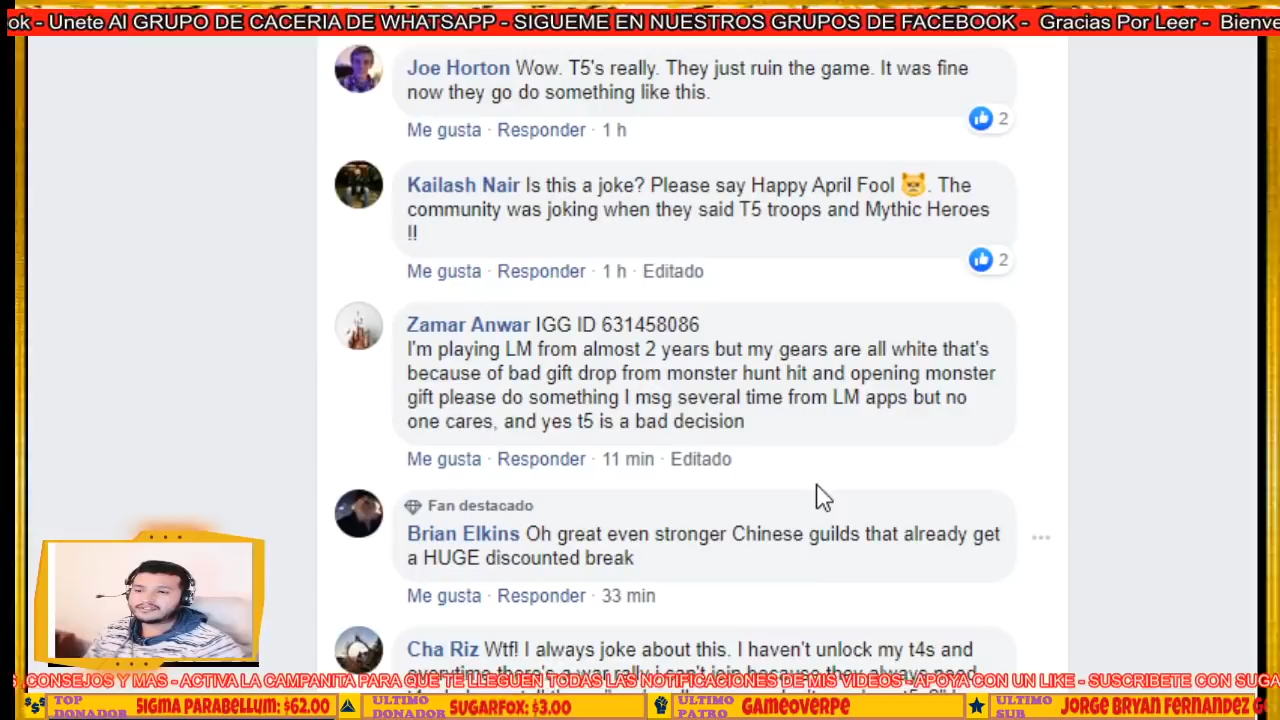 ok - Unete Al GRUPO DE CACERIA DE WHATSAPP - SIGUEME EN NUESTROS GRUPOS DE FACEBOOK - Gracias Por Leer - Bienve
Joe Horton Wow. T5's really. They just ruin the game. It was fine
now they go do something like this.
2
Me gusta · Responder · 1 h
Kailash Nair Is this a joke? Please say Happy April Fool 😾. The
community was joking when they said T5 troops and Mythic Heroes
!!
2
Me gusta · Responder · 1 h · Editado
Zamar Anwar IGG ID 631458086
I'm playing LM from almost 2 years but my gears are all white that's
because of bad gift drop from monster hunt hit and opening monster
gift please do something I msg several time from LM apps but no
one cares, and yes t5 is a bad decision
Me gusta · Responder · 11 min · Editado
Fan destacado
Brian Elkins Oh great even stronger Chinese guilds that already get
a HUGE discounted break
Me gusta · Responder · 33 min
Cha Riz Wtf! I always joke about this. I haven't unlock my t4s and
CONSEJOS Y MAS - ACTIVA LA CAMPANITA PARA QUE TE LLEGUEN TODAS LAS NOTIFICACIONES DE MIS VIDEOS - APOYA CON UN LIKE - SUSCRIBETE CON SUGA
TOP DONADOR SIGMA PARABELLUM: $62.00 ULTIMO DONADOR SUGARFOX: $3.00 ULTIMO PATRO GAMEOVERPE ULTIMO SUB JORGE BRYAN FERNANDEZ